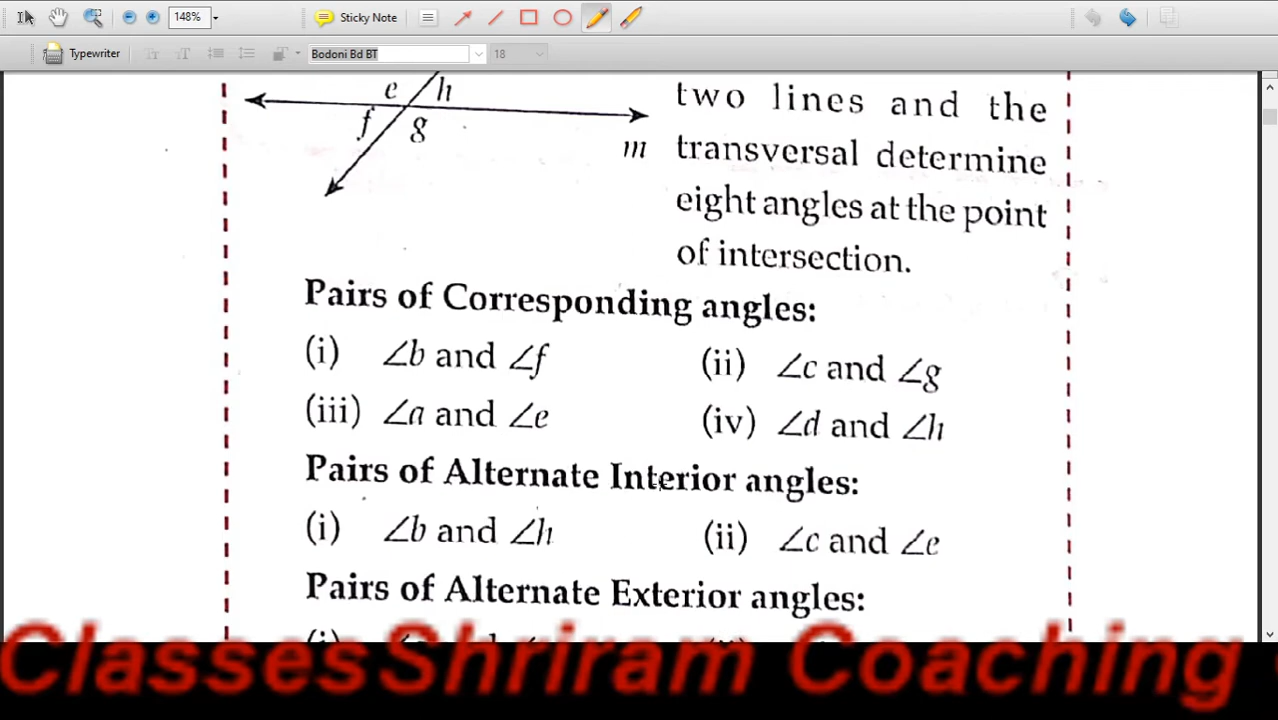 148%
Sticky Note
Typewriter
Bodoni Bd BT
18
e h
f g
m
two lines and the
transversal determine
eight angles at the point
of intersection.
Pairs of Corresponding angles:
(i) ∠b and ∠f (ii) ∠c and ∠g
(iii) ∠a and ∠e (iv) ∠d and ∠h
Pairs of Alternate Interior angles:
(i) ∠b and ∠h (ii) ∠c and ∠e
Pairs of Alternate Exterior angles:
ClassesShriram Coaching